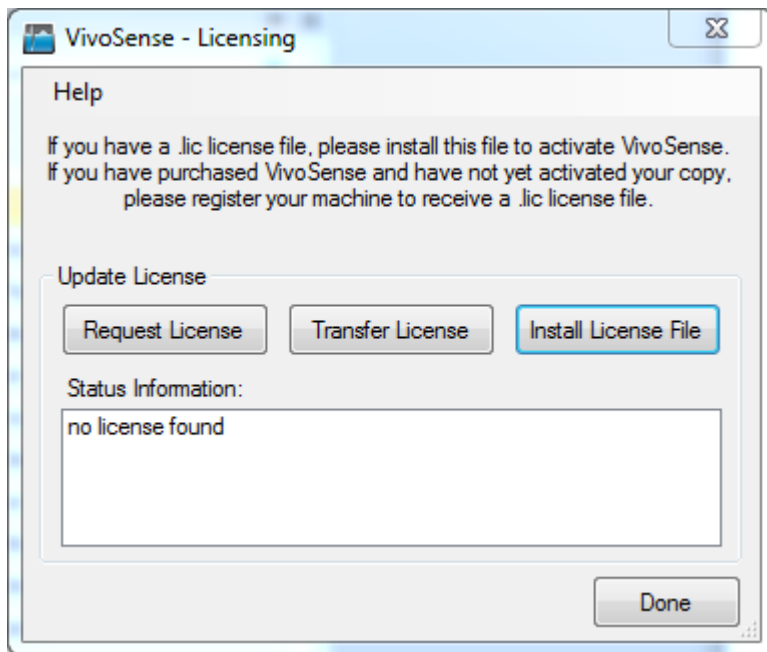 VivoSense - Licensing
Help
If you have a .lic license file, please install this file to activate VivoSense.
If you have purchased VivoSense and have not yet activated your copy,
please register your machine to receive a .lic license file.
Update License
Request License Transfer License Install License File
Status Information:
no license found
Done